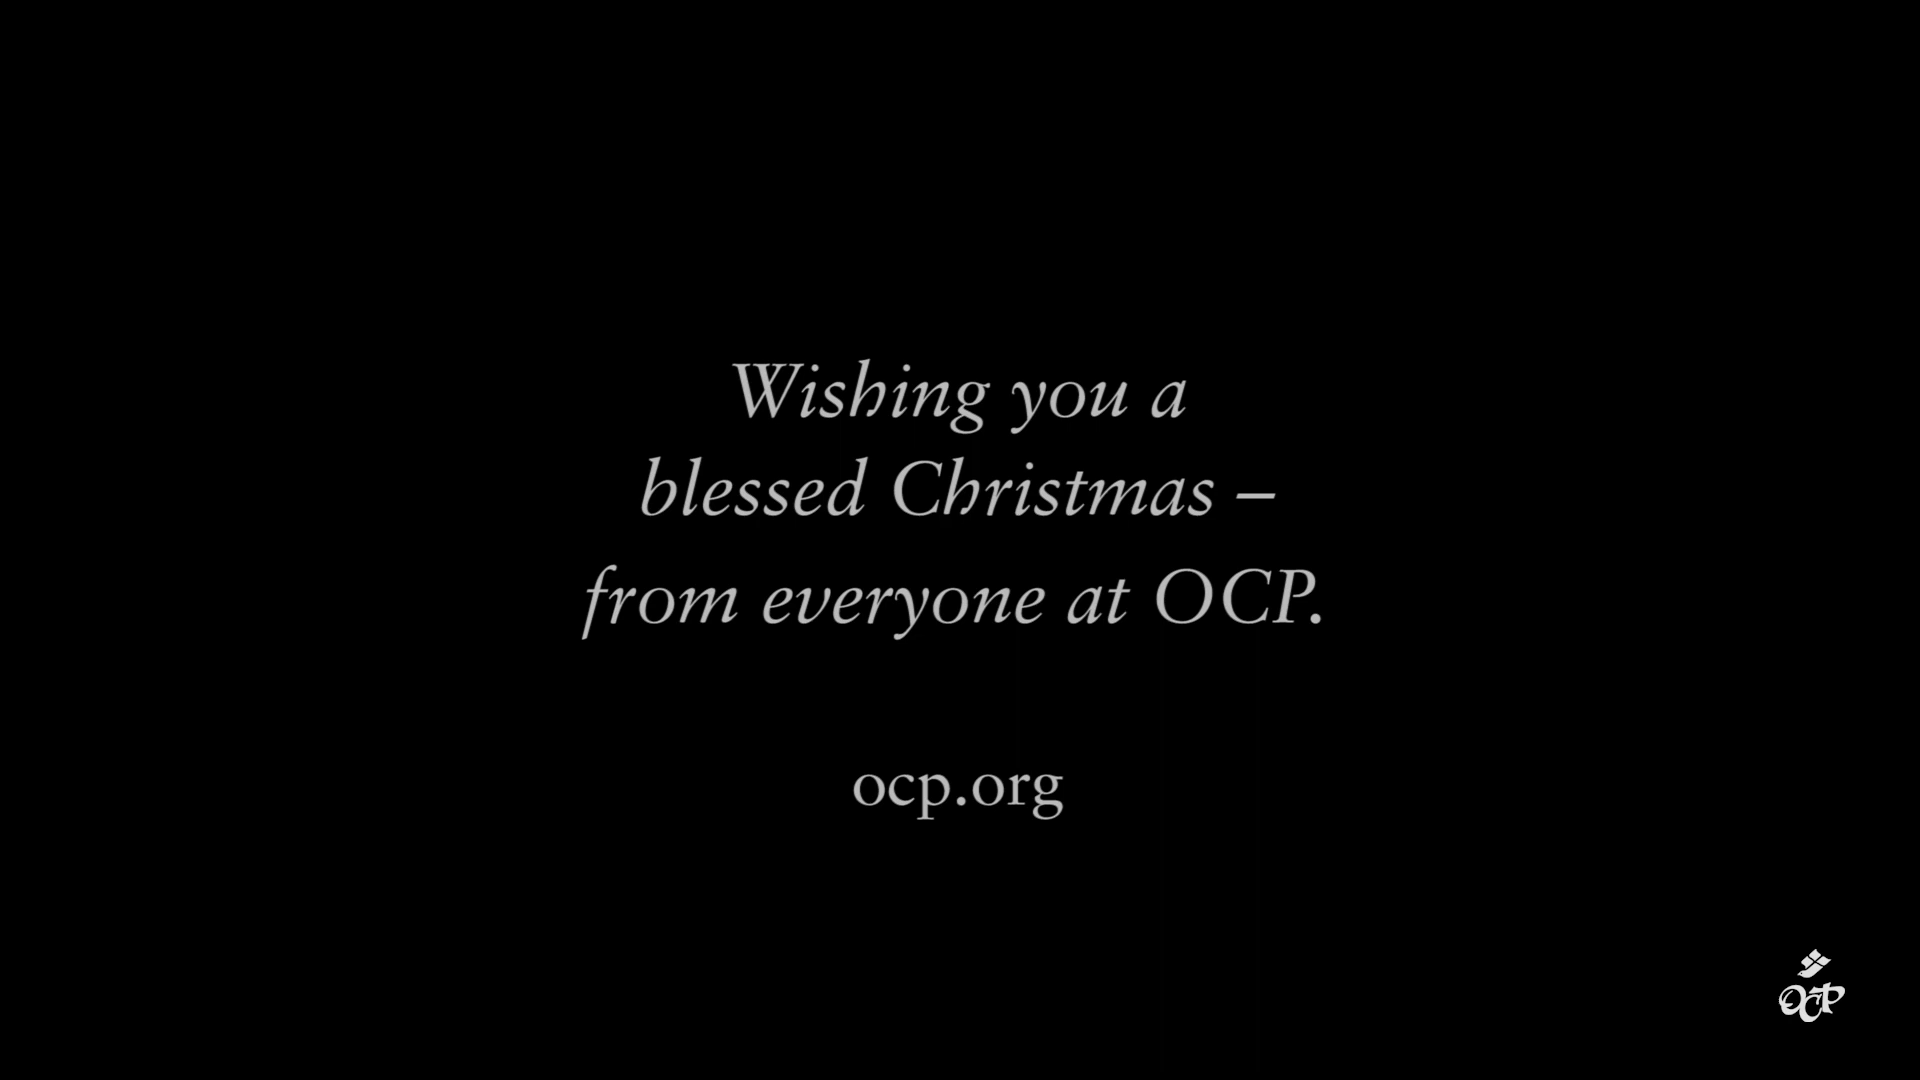 Wishing you a
blessed Christmas –
from everyone at OCP.
ocp.org
OCP